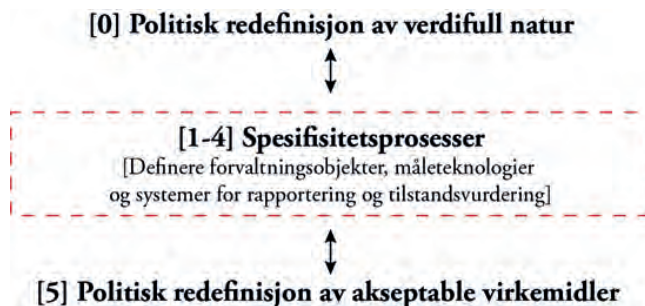 [0] Politisk redefinisjon av verdifull natur
[1-4] Spesifisitetsprosesser
[Definere forvaltningsobjekter, måleteknologier
og systemer for rapportering og tilstandsvurdering]
[5] Politisk redefinisjon av akseptable virkemidler